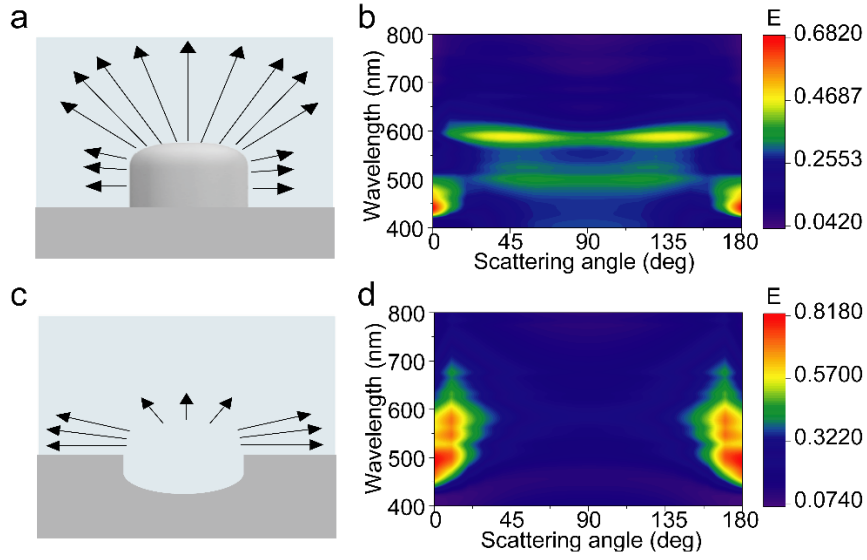 a
b
E
800
700
600
500
400
Wavelength (nm)
0 45 90 135 180
Scattering angle (deg)
0.6820
0.4687
0.2553
0.0420
c
d
E
800
700
600
500
400
Wavelength (nm)
0 45 90 135 180
Scattering angle (deg)
0.8180
0.5700
0.3220
0.0740